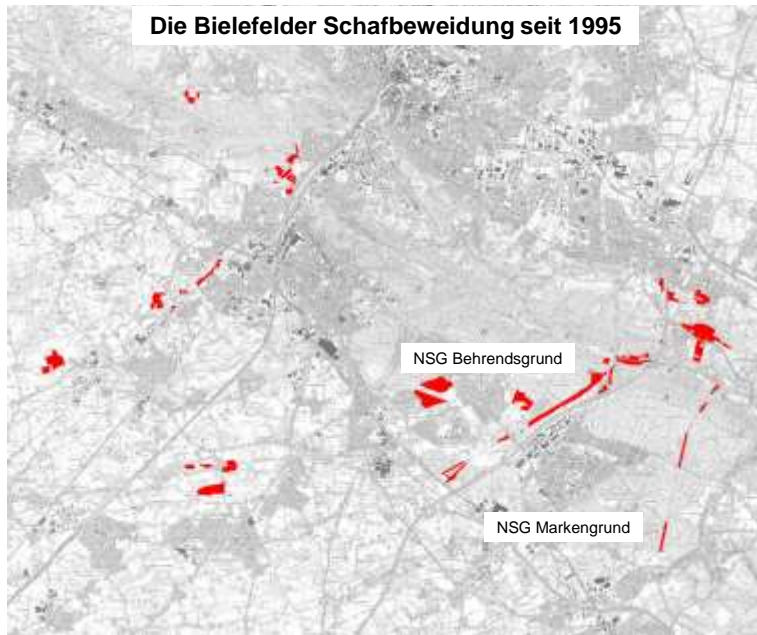 Die Bielefelder Schafbeweidung seit 1995
NSG Behrendsgrund
NSG Markengrund